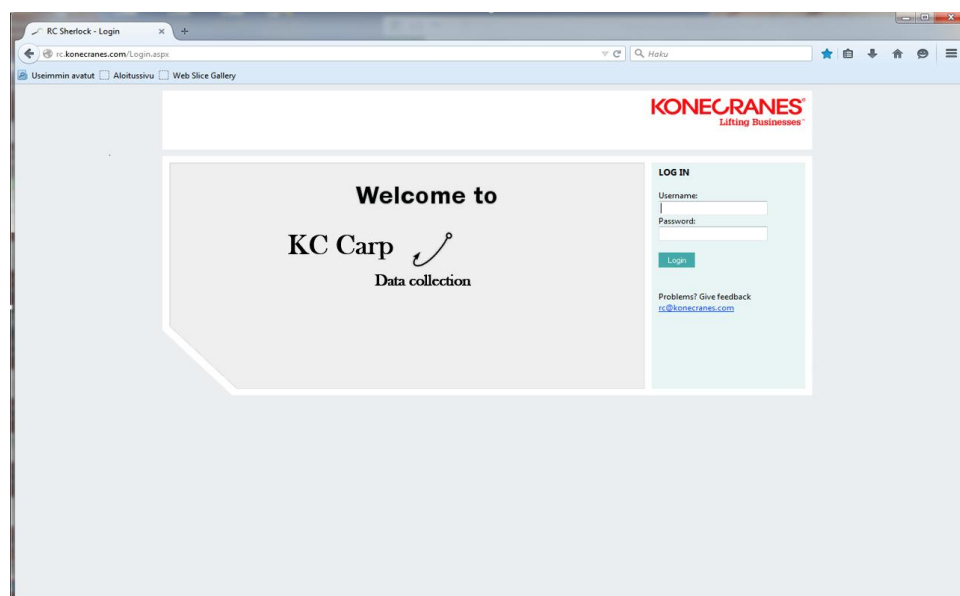 RC Sherlock - Login
rc.konecranes.com/Login.aspx
Haku
Useimmin avatut Aloitussivu Web Slice Gallery
KONECRANES®
Lifting Businesses™
Welcome to
KC Carp
Data collection
LOG IN
Username:
Password:
Login
Problems? Give feedback
rc@konecranes.com